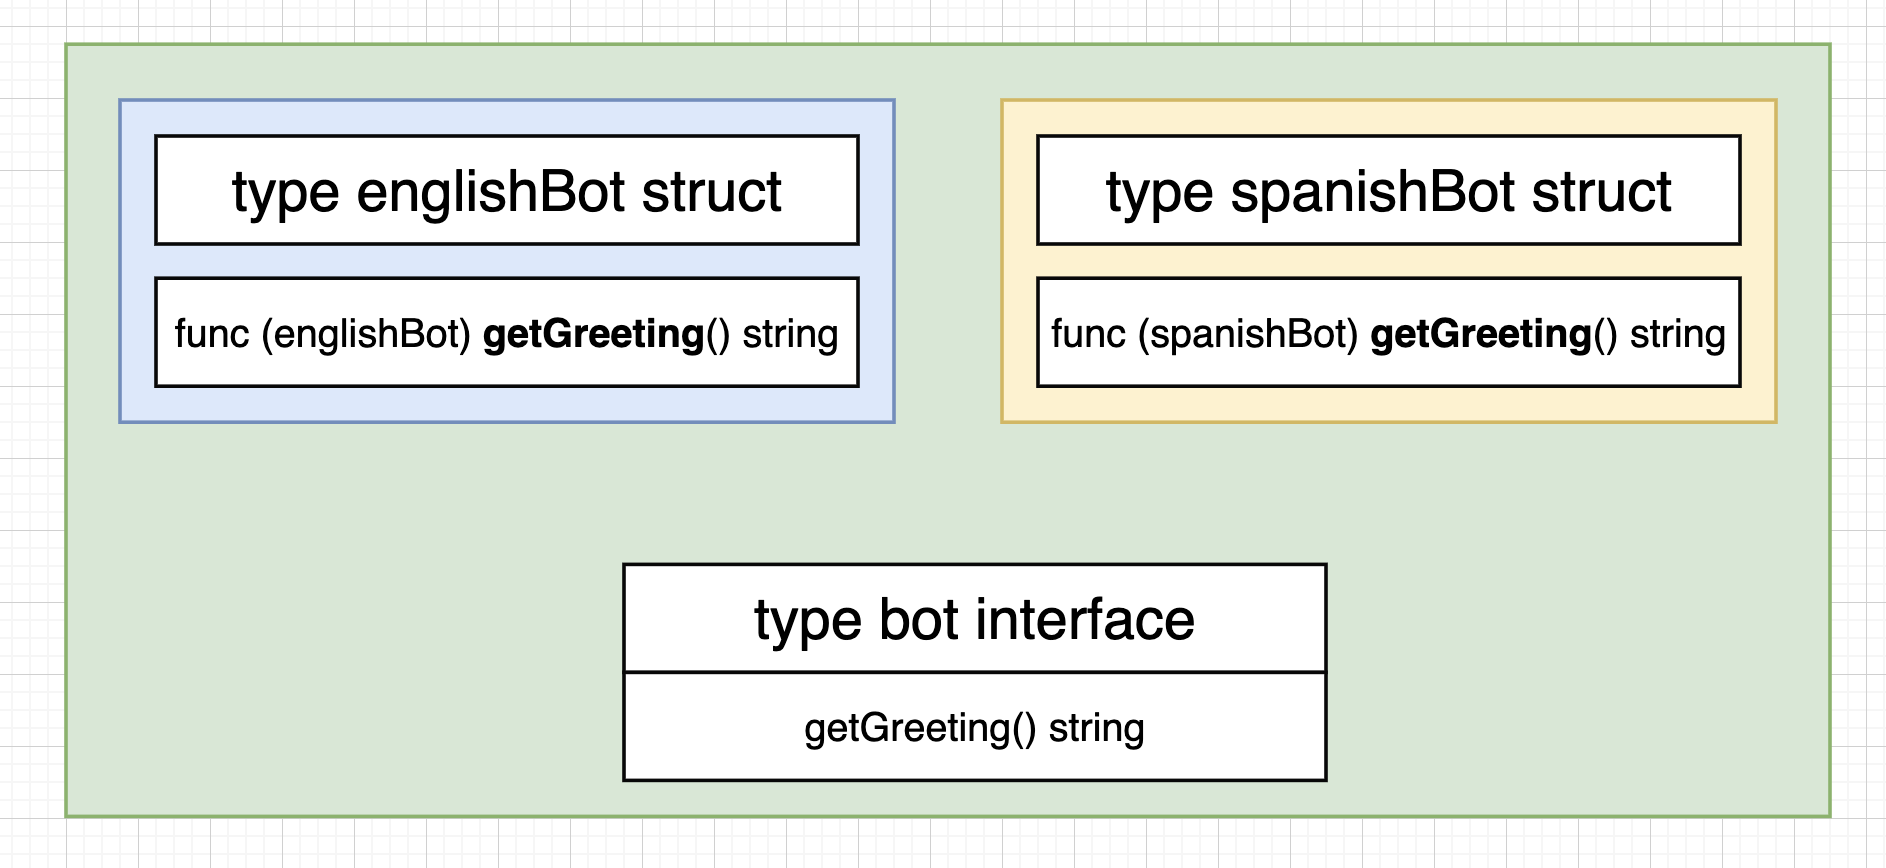 type englishBot struct
func (englishBot) getGreeting() string
type spanishBot struct
func (spanishBot) getGreeting() string
type bot interface
getGreeting() string